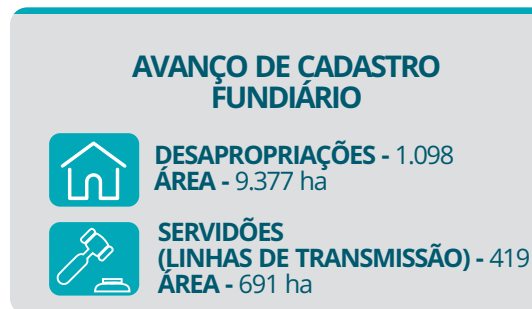 AVANÇO DE CADASTRO
FUNDIÁRIO
DESAPROPRIAÇÕES - 1.098
ÁREA - 9.377 ha
SERVIDÕES
(LINHAS DE TRANSMISSÃO) - 419
ÁREA - 691 ha